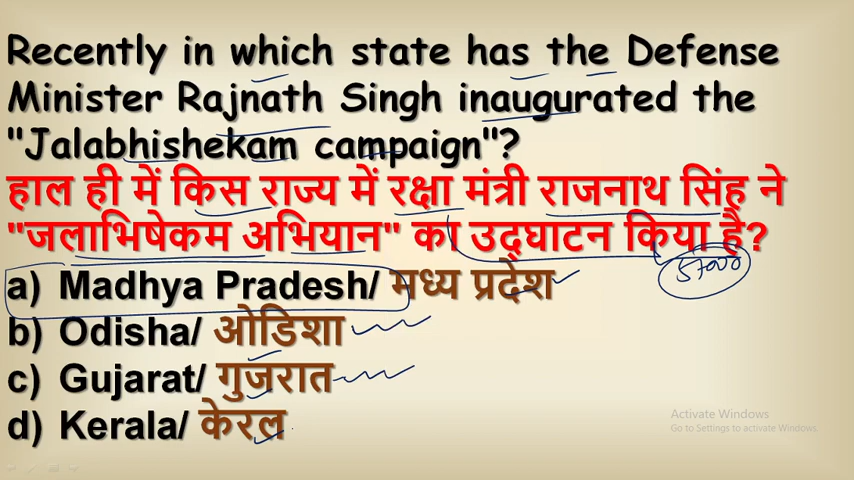 Recently in which state has the Defense
Minister Rajnath Singh inaugurated the
"Jalabhishekam campaign"?
हाल ही में किस राज्य में रक्षा मंत्री राजनाथ सिंह ने
"जलाभिषेकम अभियान" का उद्घाटन किया है?
57000
a) Madhya Pradesh/ मध्य प्रदेश
b) Odisha/ ओडिशा
c) Gujarat/ गुजरात
d) Kerala/ केरल
Activate Windows
Go to Settings to activate Windows.